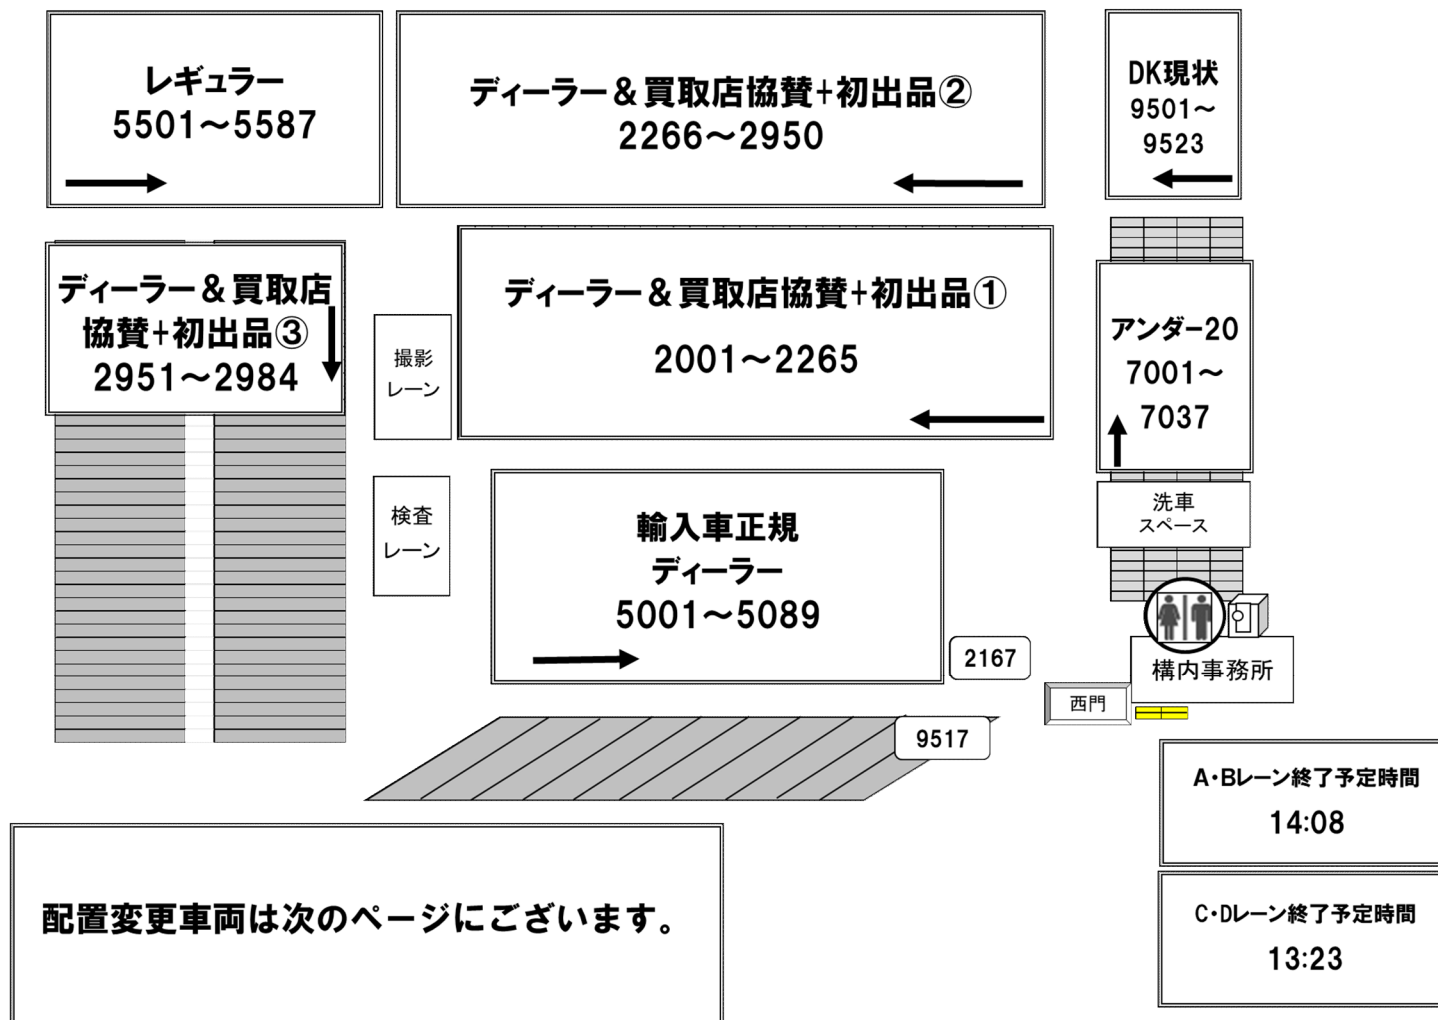 レギュラー
5501～5587
ディーラー＆買取店協賛+初出品②
2266～2950
DK現状
9501～
9523
ディーラー＆買取店
協賛+初出品③
2951～2984
撮影
レーン
ディーラー＆買取店協賛+初出品①
2001～2265
アンダー20
7001～
7037
検査
レーン
輸入車正規
ディーラー
5001～5089
洗車
スペース
2167
構内事務所
西門
9517
A・Bレーン終了予定時間
14:08
C・Dレーン終了予定時間
13:23
配置変更車両は次のページにございます。